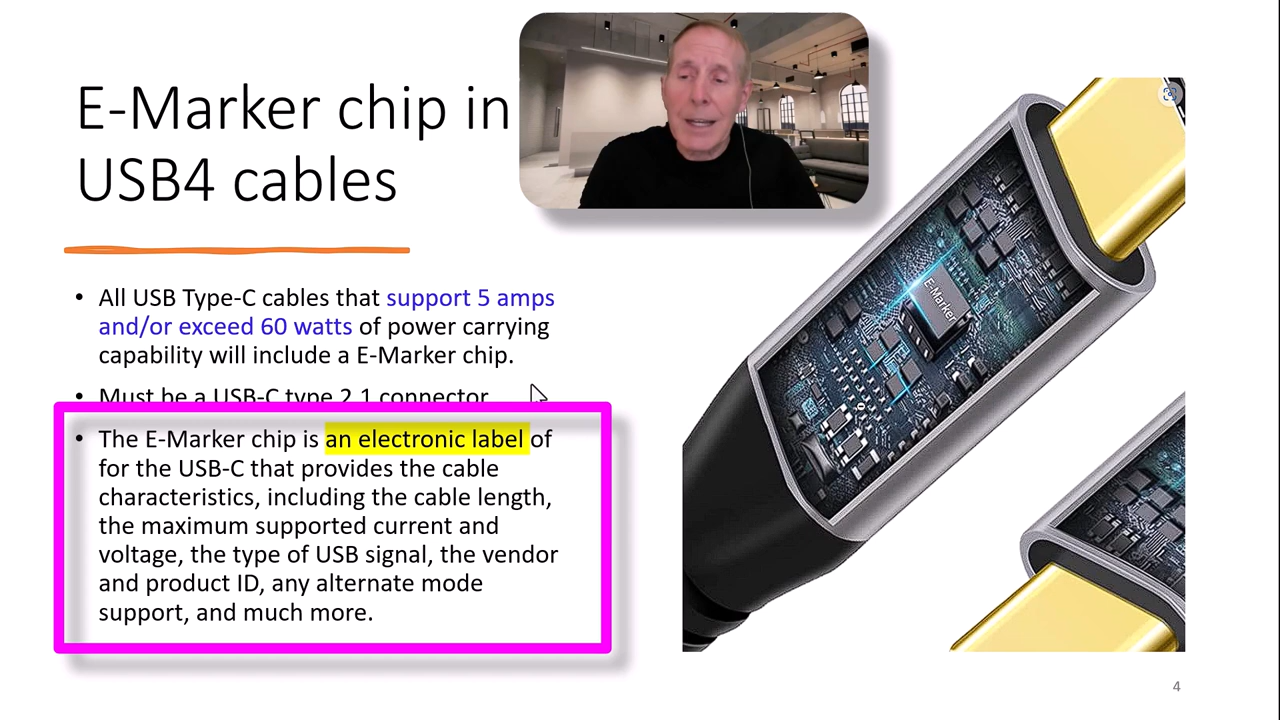 E-Marker chip in
USB4 cables
• All USB Type-C cables that support 5 amps
and/or exceed 60 watts of power carrying
capability will include a E-Marker chip.
• Must be a USB-C type 2.1 connector
• The E-Marker chip is an electronic label of
for the USB-C that provides the cable
characteristics, including the cable length,
the maximum supported current and
voltage, the type of USB signal, the vendor
and product ID, any alternate mode
support, and much more.
E-Marker
4